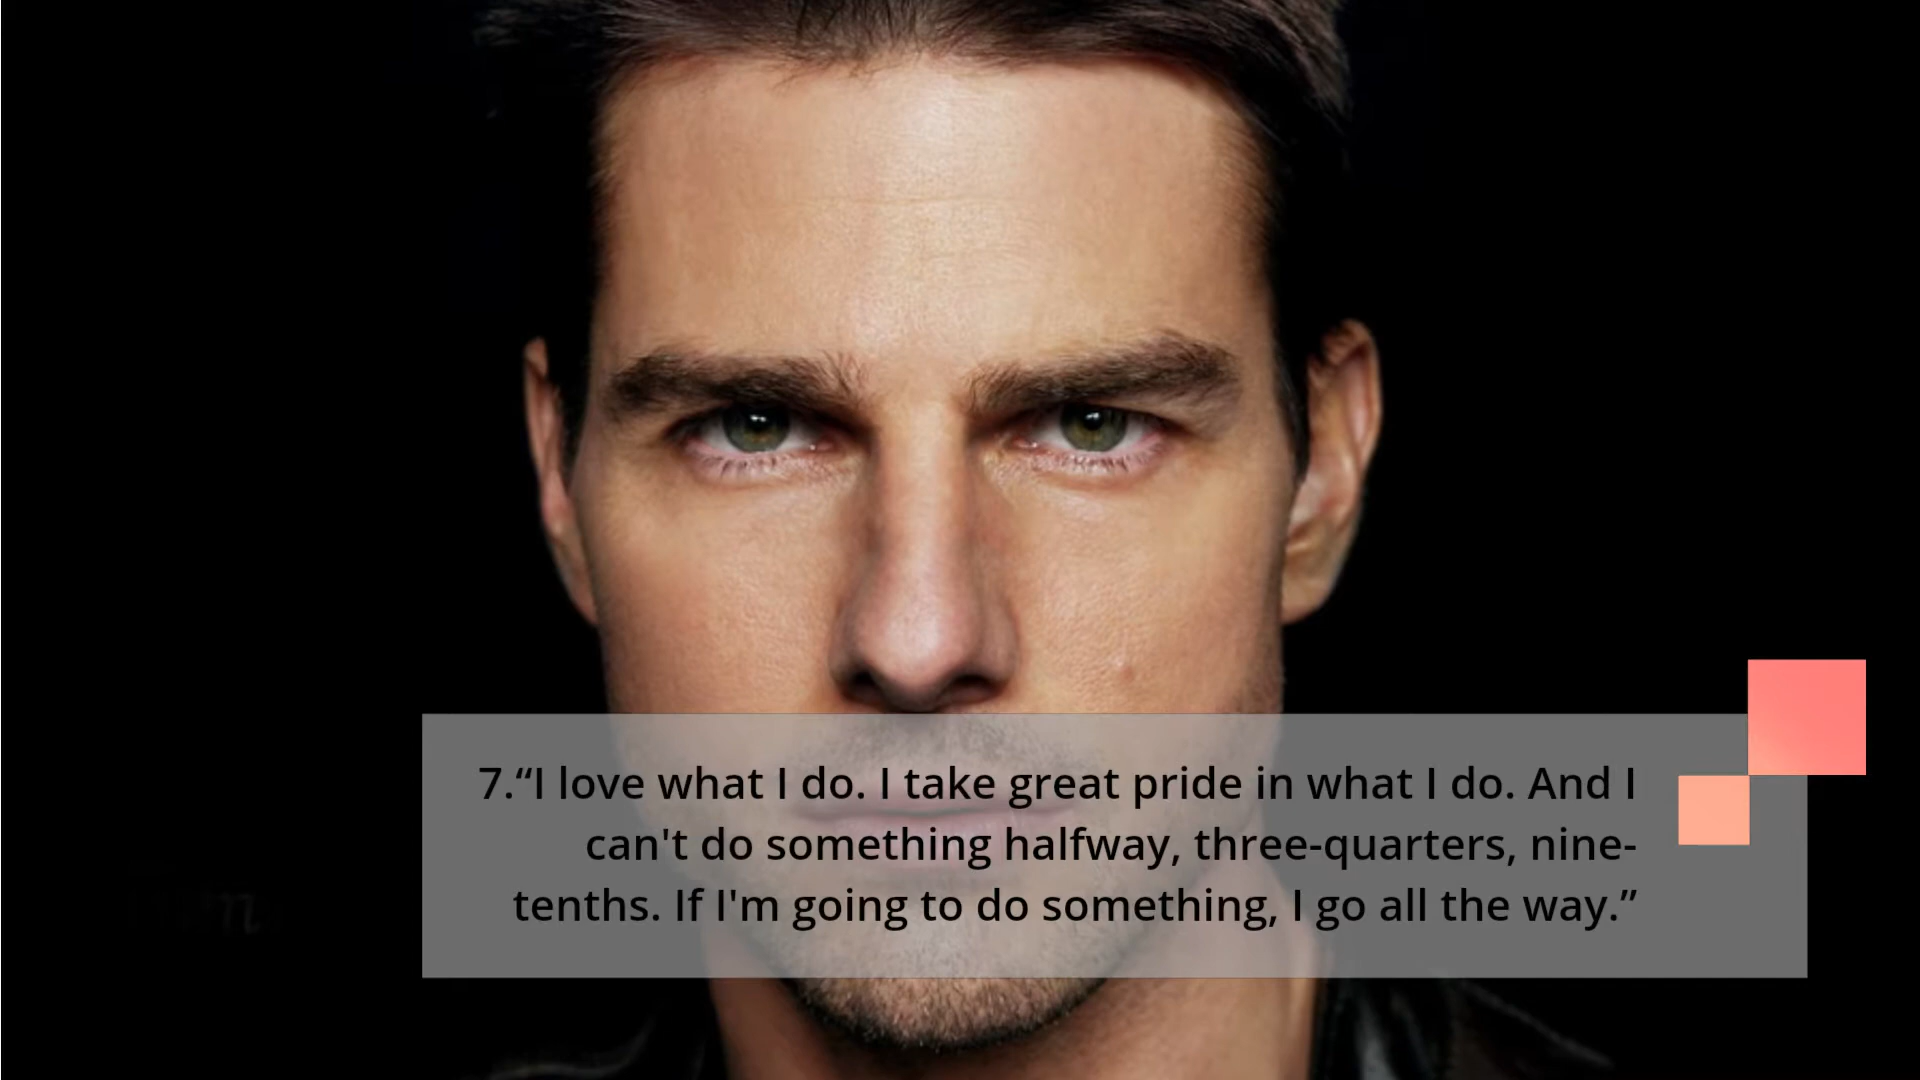 7.“I love what I do. I take great pride in what I do. And I
can't do something halfway, three-quarters, nine-
tenths. If I'm going to do something, I go all the way.”